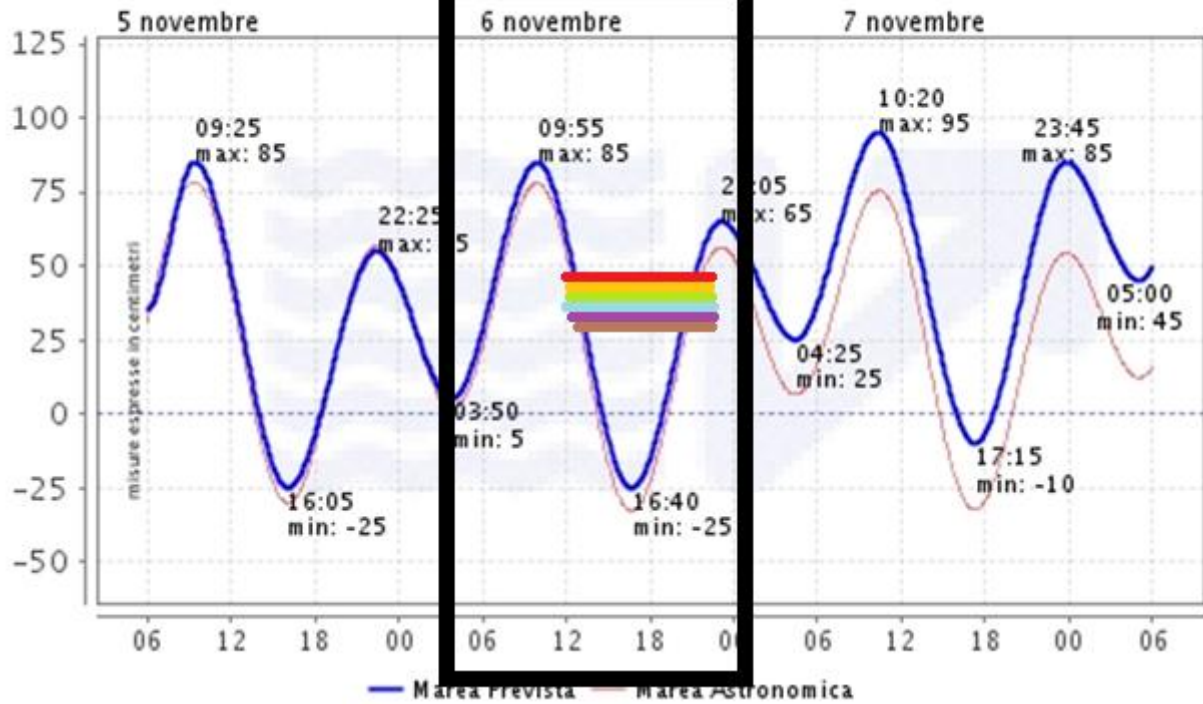 5 novembre
6 novembre
7 novembre
125
100
75
50
25
0
-25
-50
misure espresse in centimetri
09:25
max: 85
16:05
min: -25
22:25
max:
03:50
min: 5
09:55
max: 85
16:40
min: -25
65
04:25
min: 25
10:20
max: 95
17:15
min: -10
23:45
max: 85
05:00
min: 45
06 12 18 00 06 12 18 06 12 18 00 06
Marea Prevista Marea Astronomica